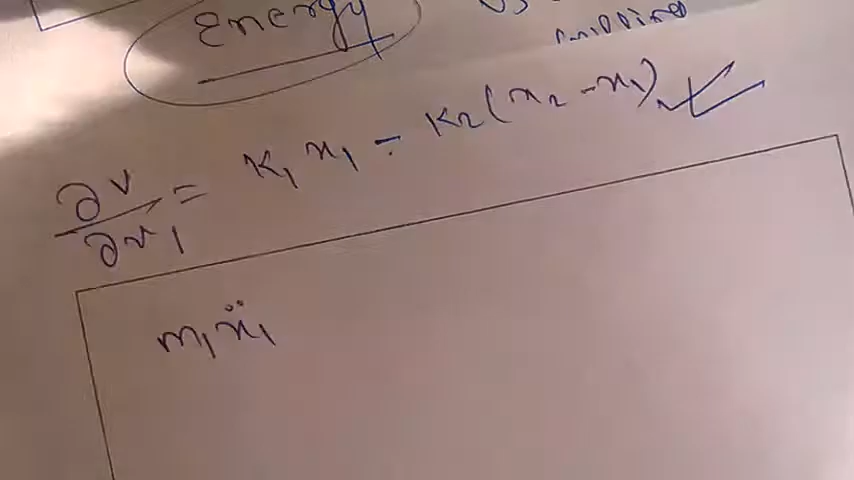 Energy
∂V/∂x₁ = K₁x₁ - K₂(x₂-x₁)
m₁ẍ₁